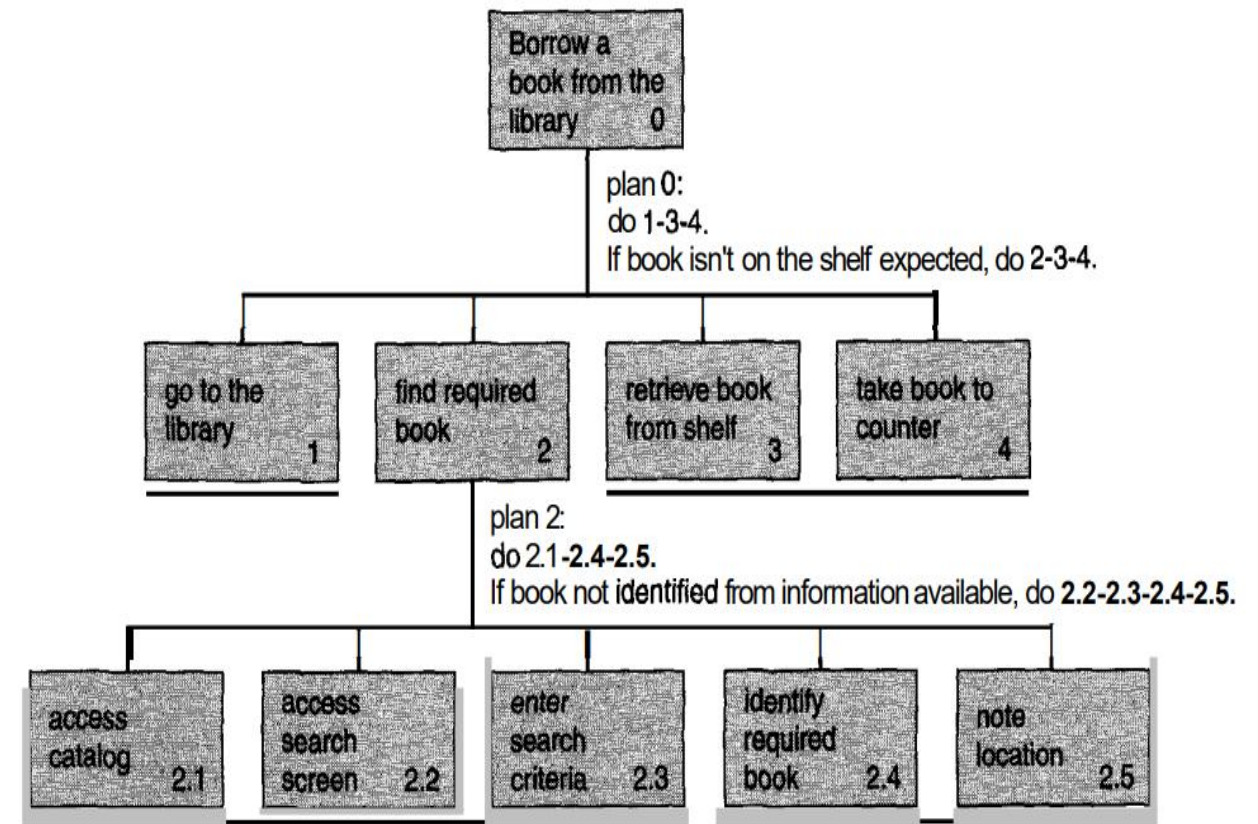 Borrow a
book from the
library 0
plan 0:
do 1-3-4.
If book isn't on the shelf expected, do 2-3-4.
go to the
library 1
find required
book 2
retrieve book
from shelf 3
take book to
counter 4
plan 2:
do 2.1-2.4-2.5.
If book not identified from information available, do 2.2-2.3-2.4-2.5.
access
catalog 2.1
access
search
screen 2.2
enter
search
criteria 2.3
identify
required
book 2.4
note
location 2.5